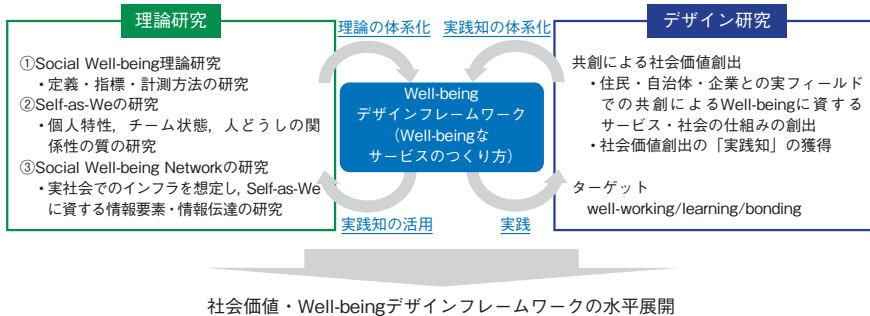 理論研究
①Social Well-being理論研究
・定義・指標・計測方法の研究
②Self-as-Weの研究
・個人特性，チーム状態，人どうしの関
係性の質の研究
③Social Well-being Networkの研究
・実社会でのインフラを想定し，Self-as-We
に資する情報要素・情報伝達の研究
理論の体系化
実践知の体系化
Well-being
デザインフレームワーク
（Well-beingな
サービスのつくり方）
実践知の活用
実践
デザイン研究
共創による社会価値創出
・住民・自治体・企業との実フィールド
での共創によるWell-beingに資する
サービス・社会の仕組みの創出
・社会価値創出の「実践知」の獲得
ターゲット
well-working/learning/bonding
社会価値・Well-beingデザインフレームワークの水平展開